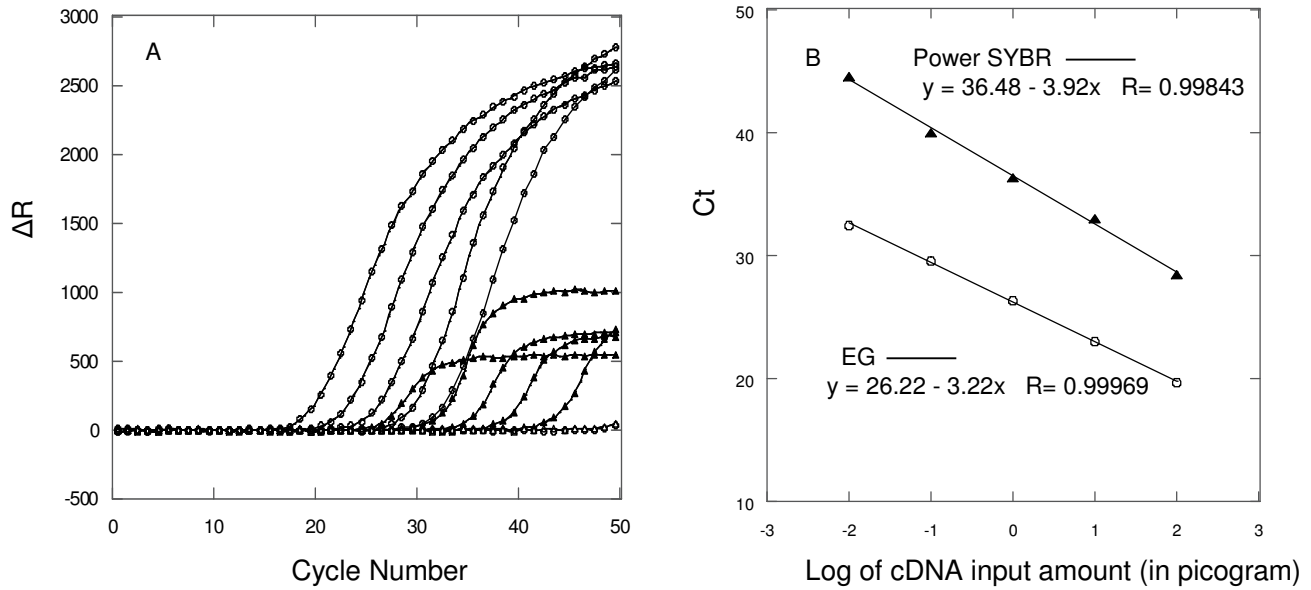 A
3000
2500
2000
1500
1000
500
0
-500
ΔR
0 10 20 30 40 50
Cycle Number
B
50
40
30
20
10
Ct
Power SYBR
y = 36.48 - 3.92x R= 0.99843
EG
y = 26.22 - 3.22x R= 0.99969
-3 -2 -1 0 1 2 3
Log of cDNA input amount (in picogram)